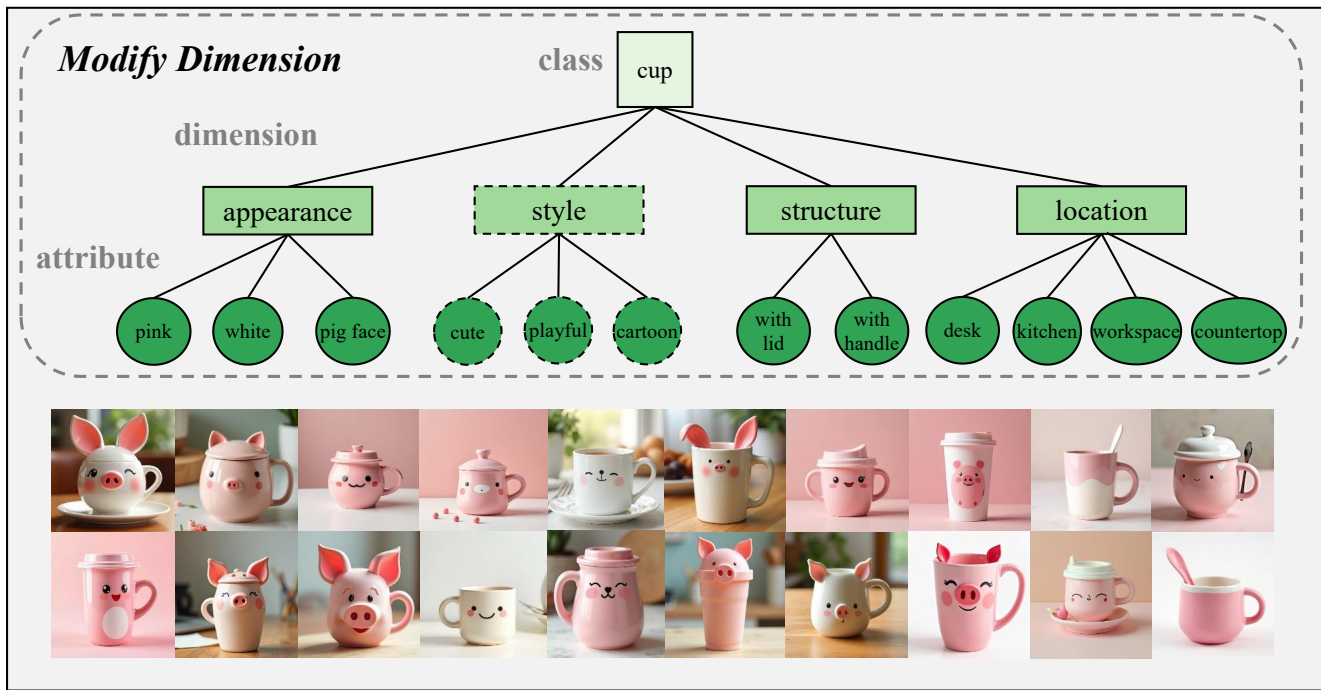 Modify Dimension
class
cup
dimension
appearance
style
structure
location
attribute
pink
white
pig face
cute
playful
cartoon
with
lid
with
handle
desk
kitchen
workspace
countertop